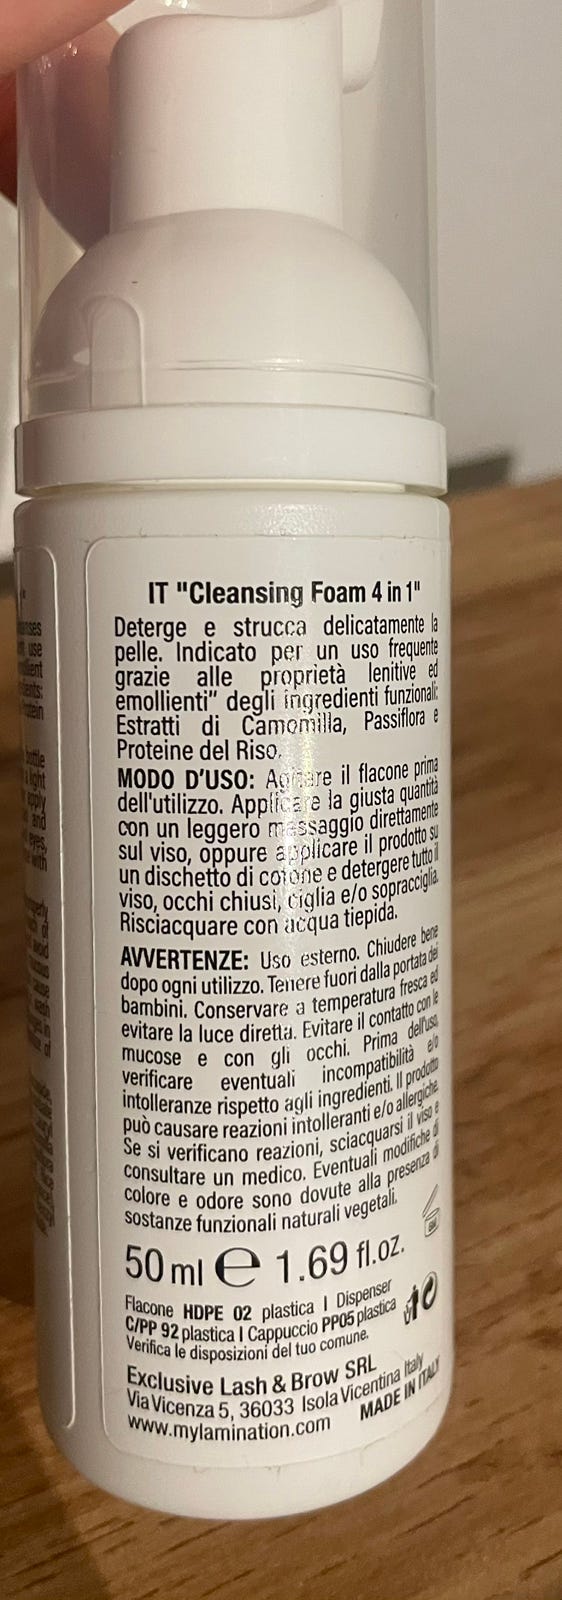 IT "Cleansing Foam 4 in 1"
Deterge e strucca delicatamente la
pelle. Indicato per un uso frequente
grazie alle proprietà lenitive ed
emollienti" degli ingredienti funzionali:
Estratti di Camomilla, Passiflora e
Proteine del Riso.
MODO D'USO: Agitare il flacone prima
dell'utilizzo. Applicare la giusta quantità
con un leggero massaggio direttamente
sul viso, oppure applicare il prodotto su
un dischetto di cotone e detergere tutto il
viso, occhi chiusi, ciglia e/o sopracciglia.
Risciacquare con acqua tiepida.
AVVERTENZE: Uso esterno. Chiudere bene
dopo ogni utilizzo. Tenere fuori dalla portata dei
bambini. Conservare a temperatura fresca ed
evitare la luce diretta. Evitare il contatto con le
mucose e con gli occhi. Prima dell'uso,
verificare eventuali incompatibilità e/o
intolleranze rispetto agli ingredienti. Il prodotto
può causare reazioni intolleranti e/o allergiche.
Se si verificano reazioni, sciacquarsi il viso e
consultare un medico. Eventuali modifiche di
colore e odore sono dovute alla presenza di
sostanze funzionali naturali vegetali.
6M
50 ml e 1.69 fl.oz.
Flacone HDPE 02 plastica | Dispenser
C/PP 92 plastica | Cappuccio PP05 plastica
Verifica le disposizioni del tuo comune.
Exclusive Lash & Brow SRL
Via Vicenza 5, 36033 Isola Vicentina Italy
www.mylamination.com MADE IN ITALY